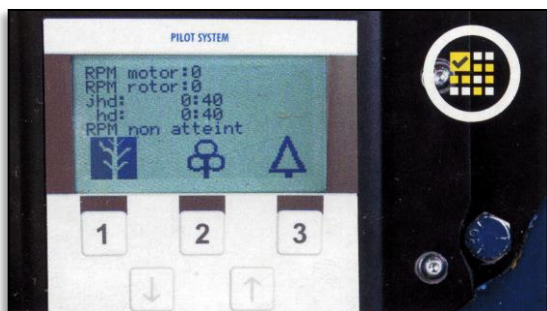 PILOT SYSTEM
RPM motor:0
RPM rotor:0
jhd: 0:40
hd: 0:40
RPM non atteint
1 2 3
↓ ↑